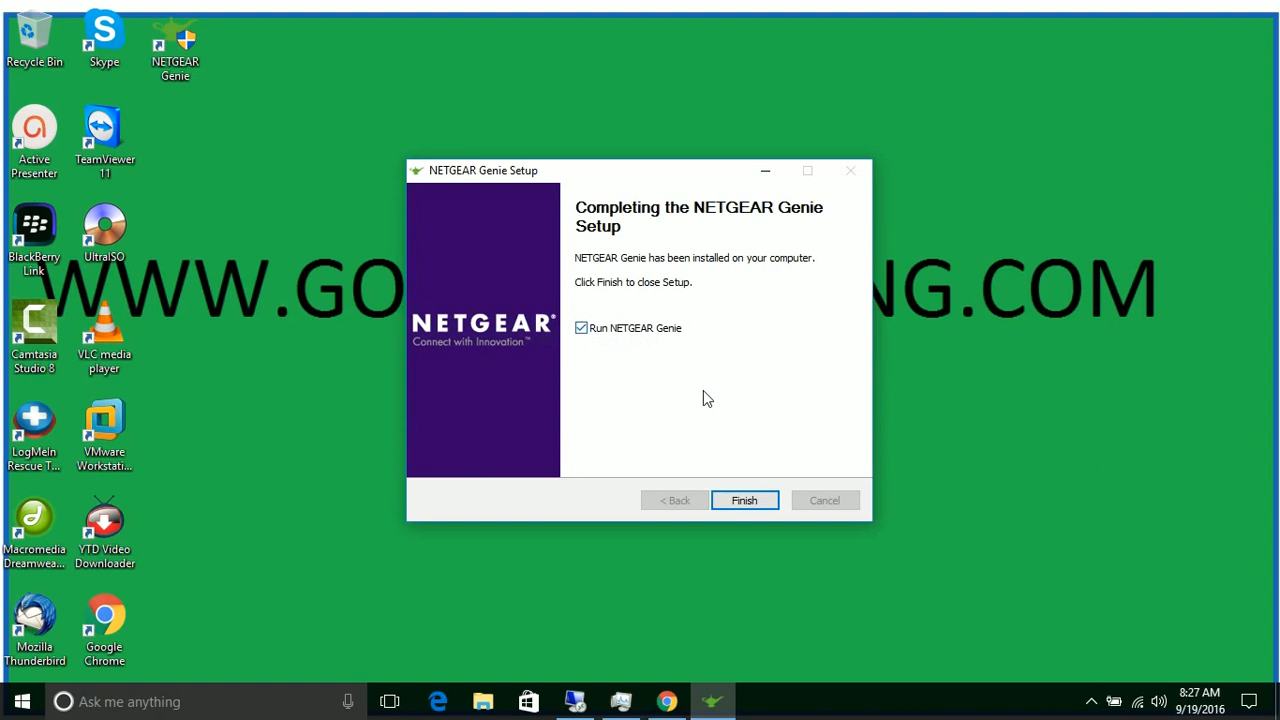 Recycle Bin
Skype
NETGEAR
Genie
Active
Presenter
TeamViewer
11
BlackBerry
Link
UltraISO
Camtasia
Studio 8
VLC media
player
LogMeIn
Rescue T...
VMware
Workstati...
Macromedia
Dreamwea...
YTD Video
Downloader
Mozilla
Thunderbird
Google
Chrome
WWW.GO
NG.COM
NETGEAR Genie Setup
NETGEAR®
Connect with Innovation™
Completing the NETGEAR Genie
Setup
NETGEAR Genie has been installed on your computer.
Click Finish to close Setup.
Run NETGEAR Genie
< Back
Finish
Cancel
Ask me anything
8:27 AM
9/19/2016